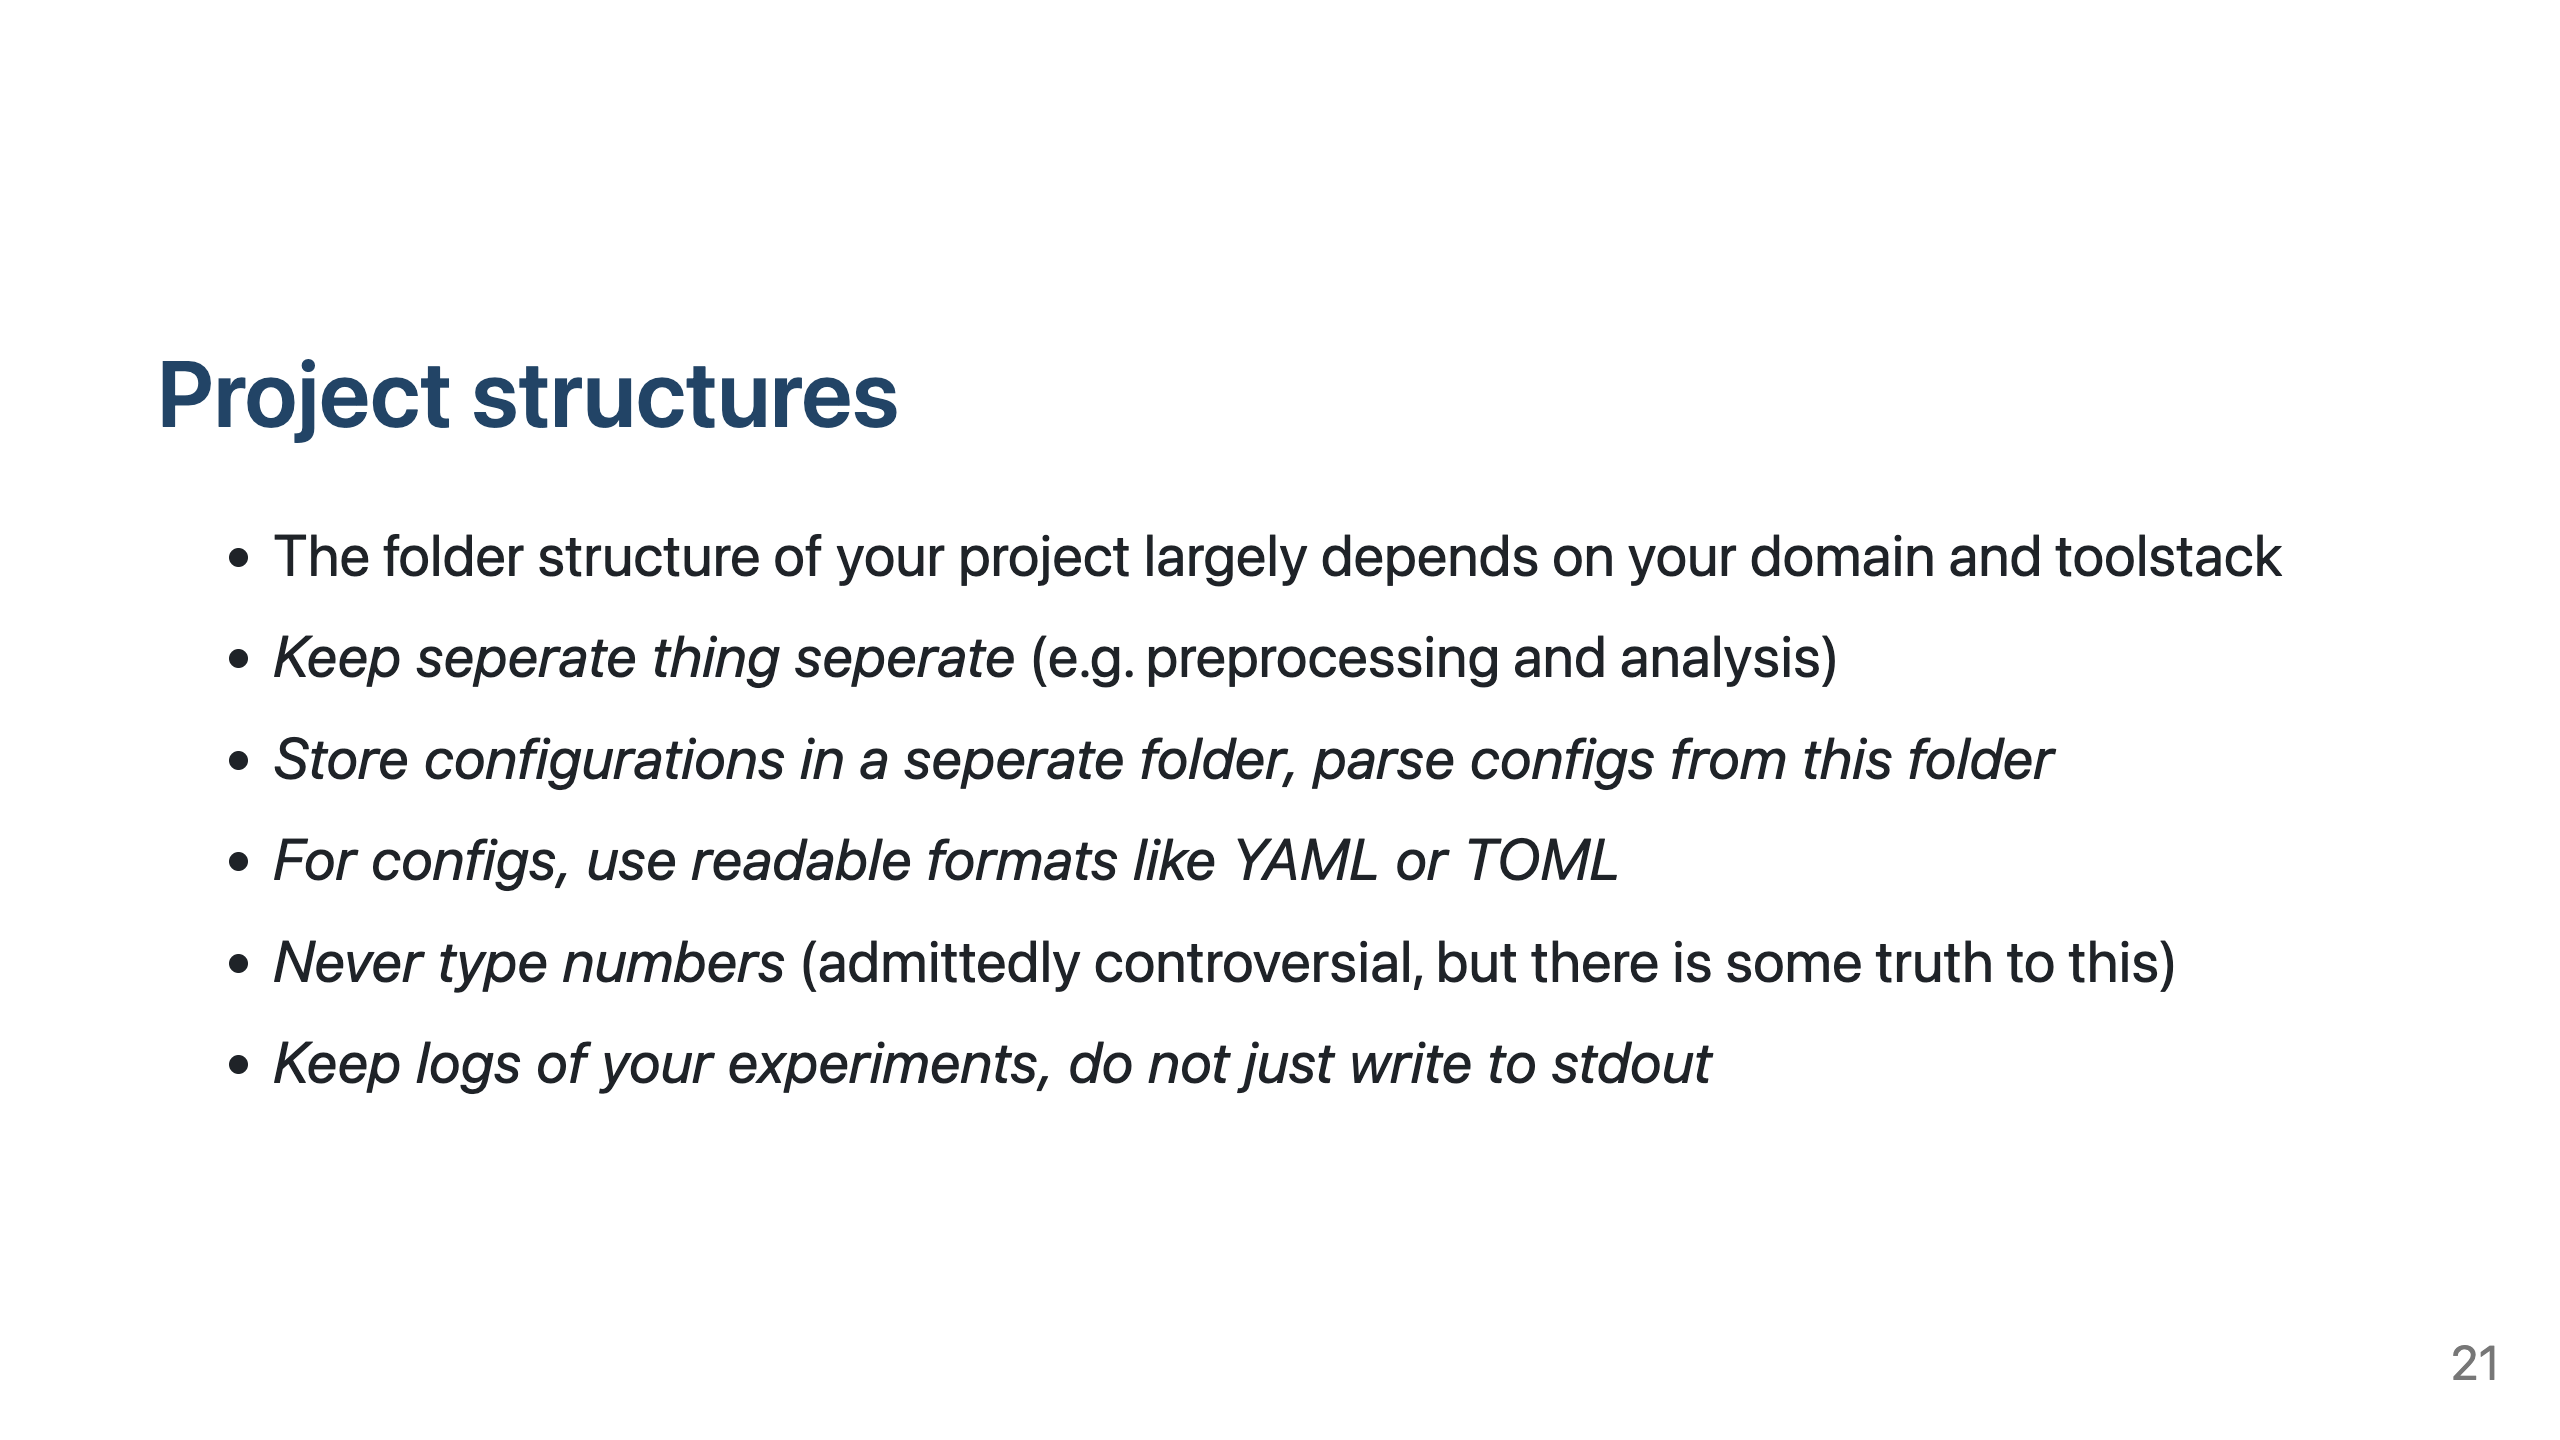 Project structures
• The folder structure of your project largely depends on your domain and toolstack
• Keep seperate thing seperate (e.g. preprocessing and analysis)
• Store configurations in a seperate folder, parse configs from this folder
• For configs, use readable formats like YAML or TOML
• Never type numbers (admittedly controversial, but there is some truth to this)
• Keep logs of your experiments, do not just write to stdout
21